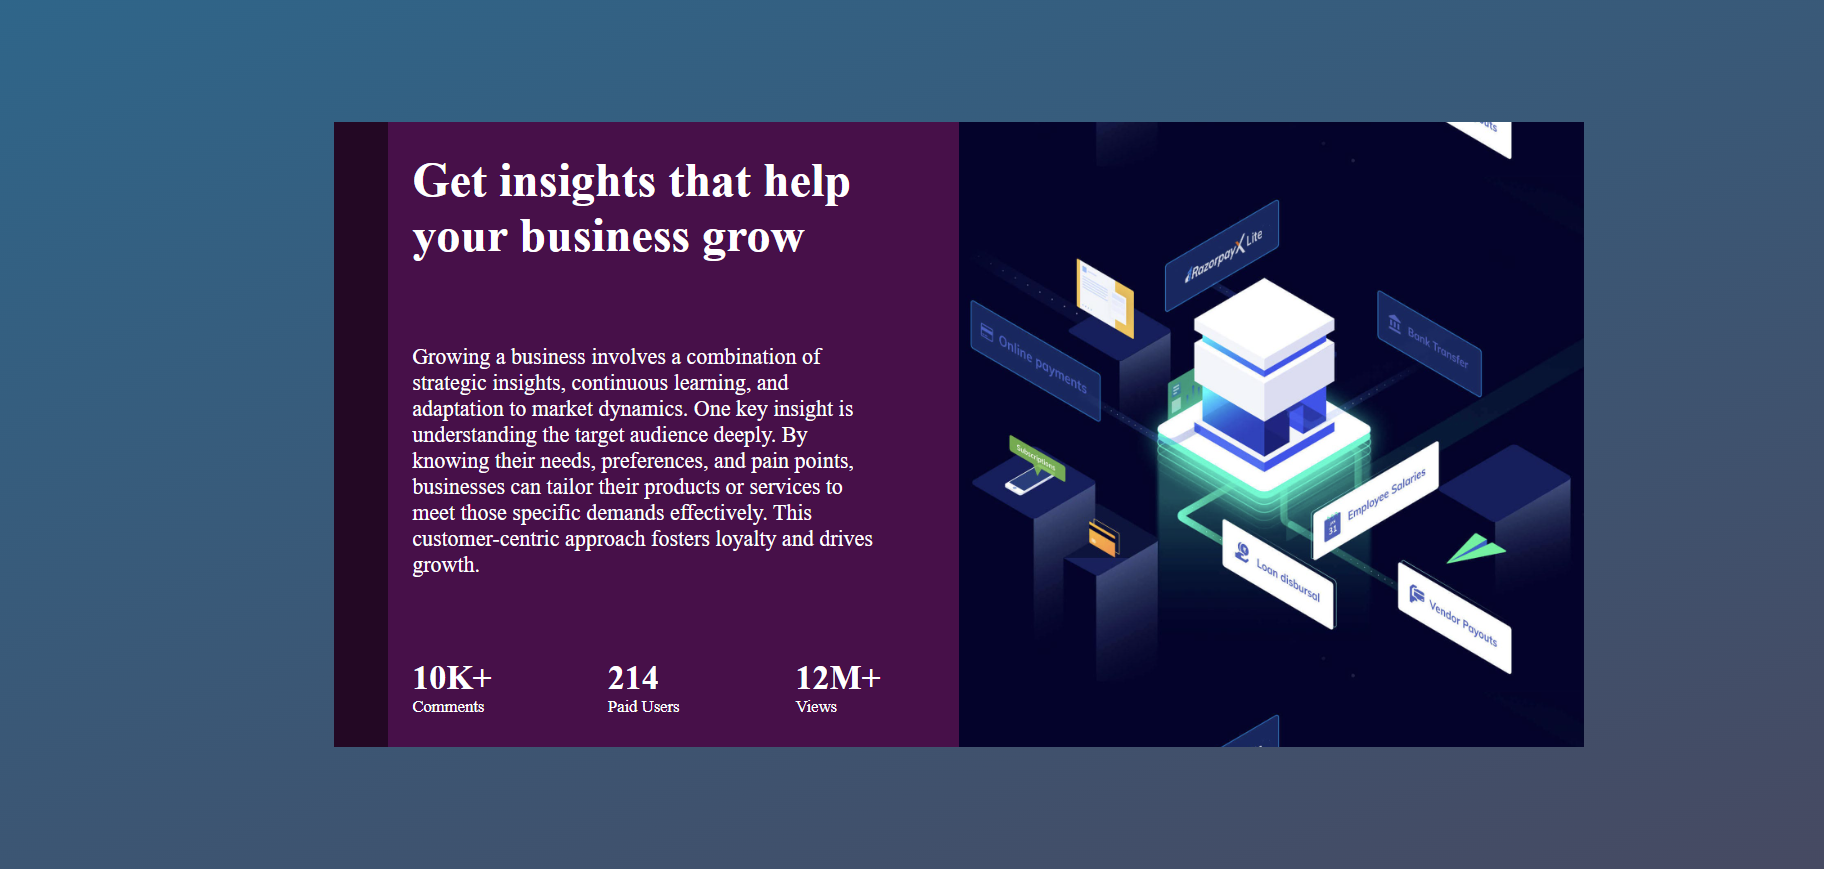 Get insights that help
your business grow
Growing a business involves a combination of
strategic insights, continuous learning, and
adaptation to market dynamics. One key insight is
understanding the target audience deeply. By
knowing their needs, preferences, and pain points,
businesses can tailor their products or services to
meet those specific demands effectively. This
customer-centric approach fosters loyalty and drives
growth.
10K+ 214 12M+
Comments Paid Users Views
outs
RazorpayX Lite
Online payments
Bank Transfer
Subscriptions
Employee Salaries
31
Loan disbursal
Vendor Payouts